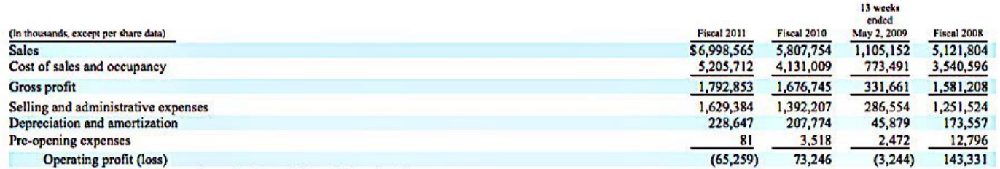 13 weeks
ended
(In thousands, except per share data) Fiscal 2011 Fiscal 2010 May 2, 2009 Fiscal 2008
Sales $6,998,565 5,807,754 1,105,152 5,121,804
Cost of sales and occupancy 5,205,712 4,131,009 773,491 3,540,596
Gross profit 1,792,853 1,676,745 331,661 1,581,208
Selling and administrative expenses 1,629,384 1,392,207 286,554 1,251,524
Depreciation and amortization 228,647 207,774 45,879 173,557
Pre-opening expenses 81 3,518 2,472 12,796
Operating profit (loss) (65,259) 73,246 (3,244) 143,331